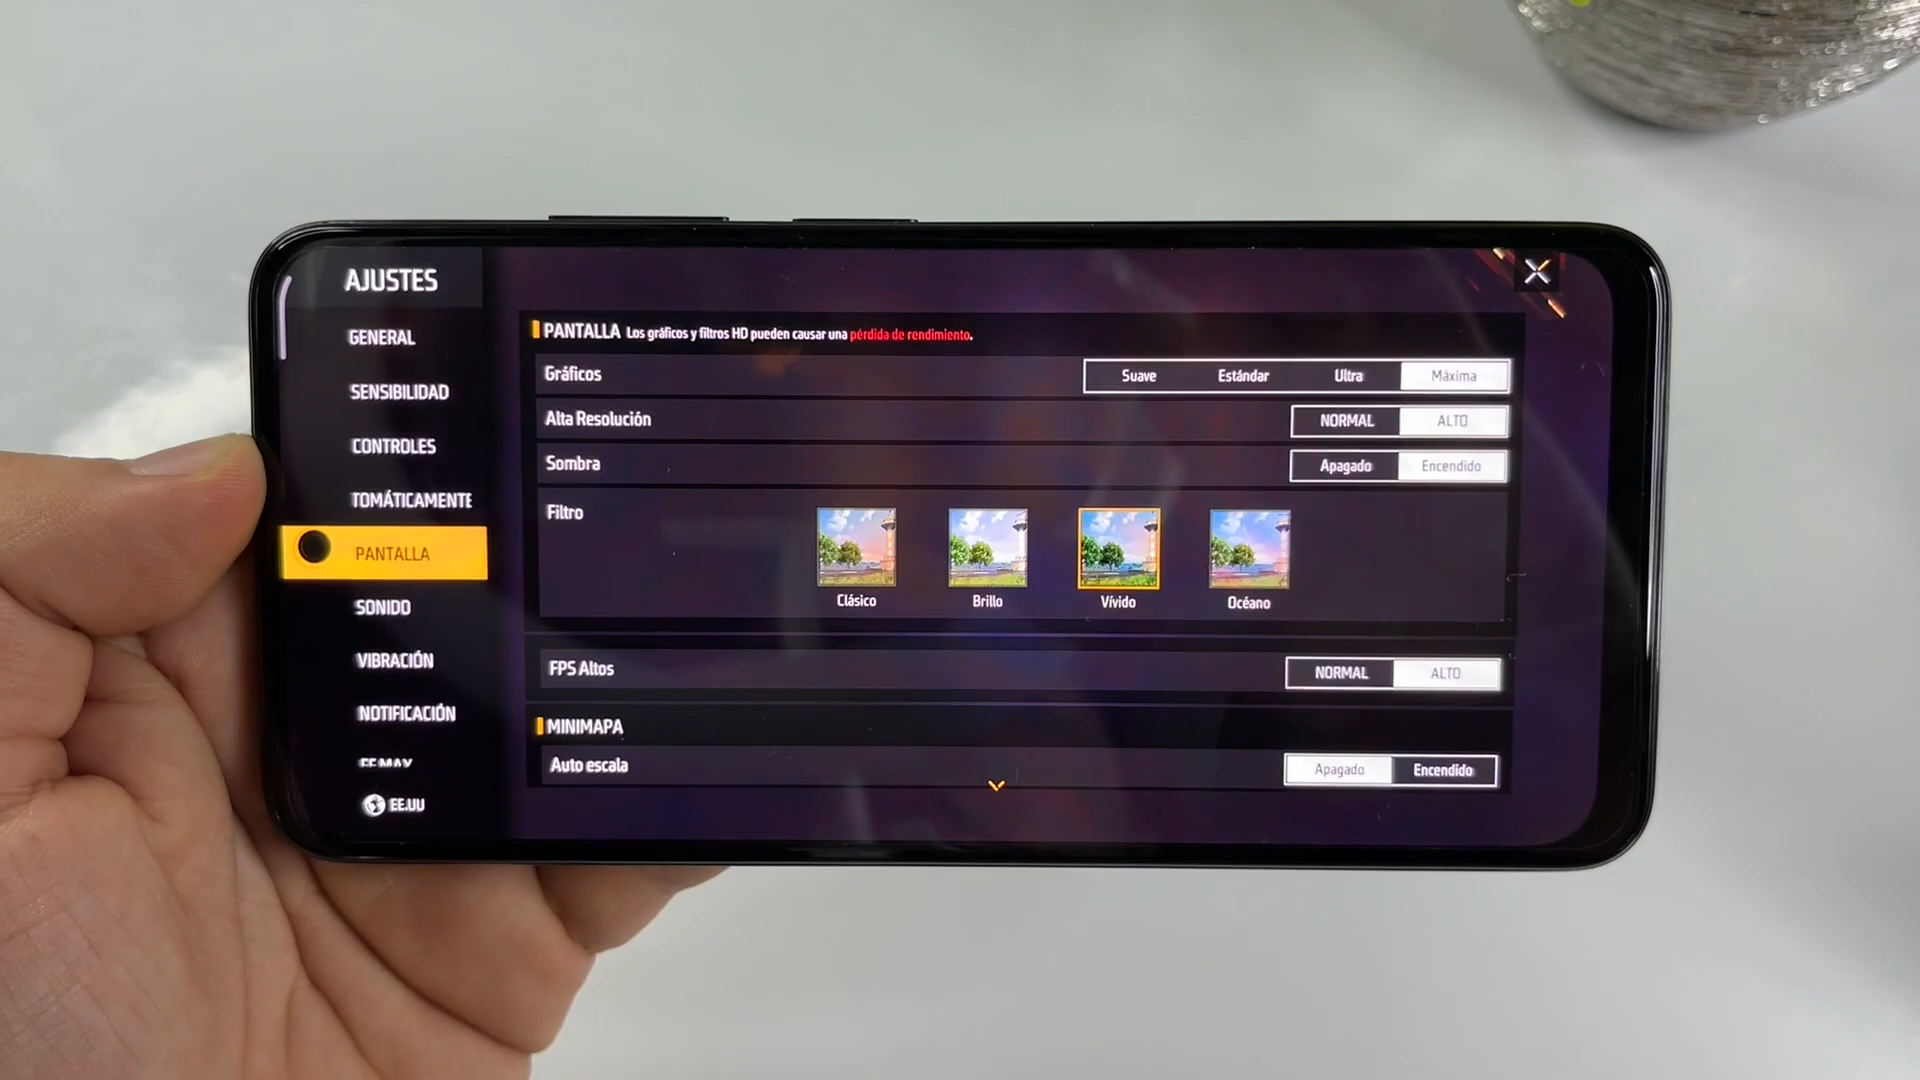 AJUSTES
GENERAL
SENSIBILIDAD
CONTROLES
TOMÁTICAMENTE
PANTALLA
SONIDO
VIBRACIÓN
NOTIFICACIÓN
EE.UU
PANTALLA Los gráficos y filtros HD pueden causar una pérdida de rendimiento.
Gráficos Suave Estándar Ultra Máxima
Alta Resolución NORMAL ALTO
Sombra Apagado Encendido
Filtro
Clásico Brillo Vívido Océano
FPS Altos NORMAL ALTO
MINIMAPA
Auto escala Apagado Encendido